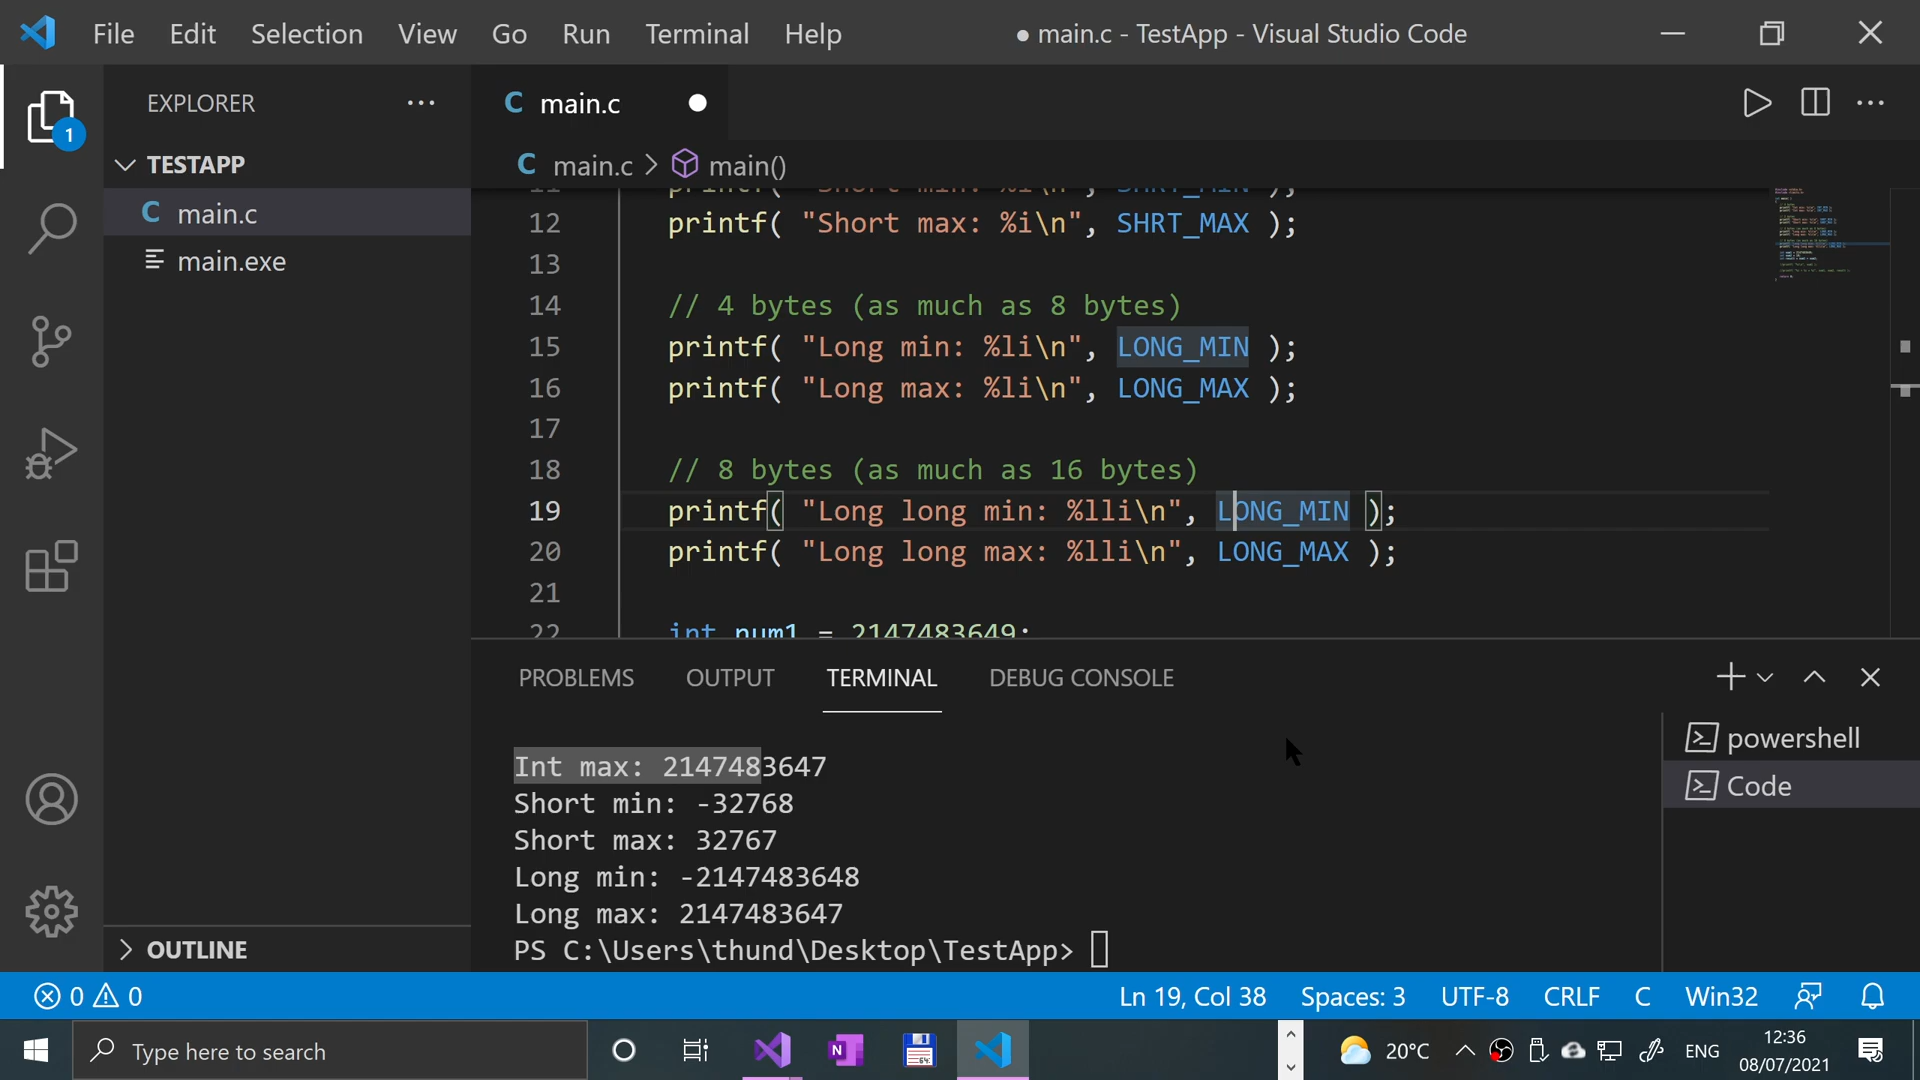 File Edit Selection View Go Run Terminal Help ● main.c - TestApp - Visual Studio Code
EXPLORER
C main.c
1
TESTAPP
C main.c > main()
C main.c
main.exe
12 printf( "Short max: %i\n", SHRT_MAX );
13
14 // 4 bytes (as much as 8 bytes)
15 printf( "Long min: %li\n", LONG_MIN );
16 printf( "Long max: %li\n", LONG_MAX );
17
18 // 8 bytes (as much as 16 bytes)
19 printf( "Long long min: %lli\n", LONG_MIN );
20 printf( "Long long max: %lli\n", LONG_MAX );
21
22 int num1 = 2147483649;
PROBLEMS OUTPUT TERMINAL DEBUG CONSOLE
powershell
Code
Int max: 2147483647
Short min: -32768
Short max: 32767
Long min: -2147483648
Long max: 2147483647
PS C:\Users\thund\Desktop\TestApp>
OUTLINE
0 0 Ln 19, Col 38 Spaces: 3 UTF-8 CRLF C Win32
Type here to search
N
64
20°C
ENG
12:36
08/07/2021